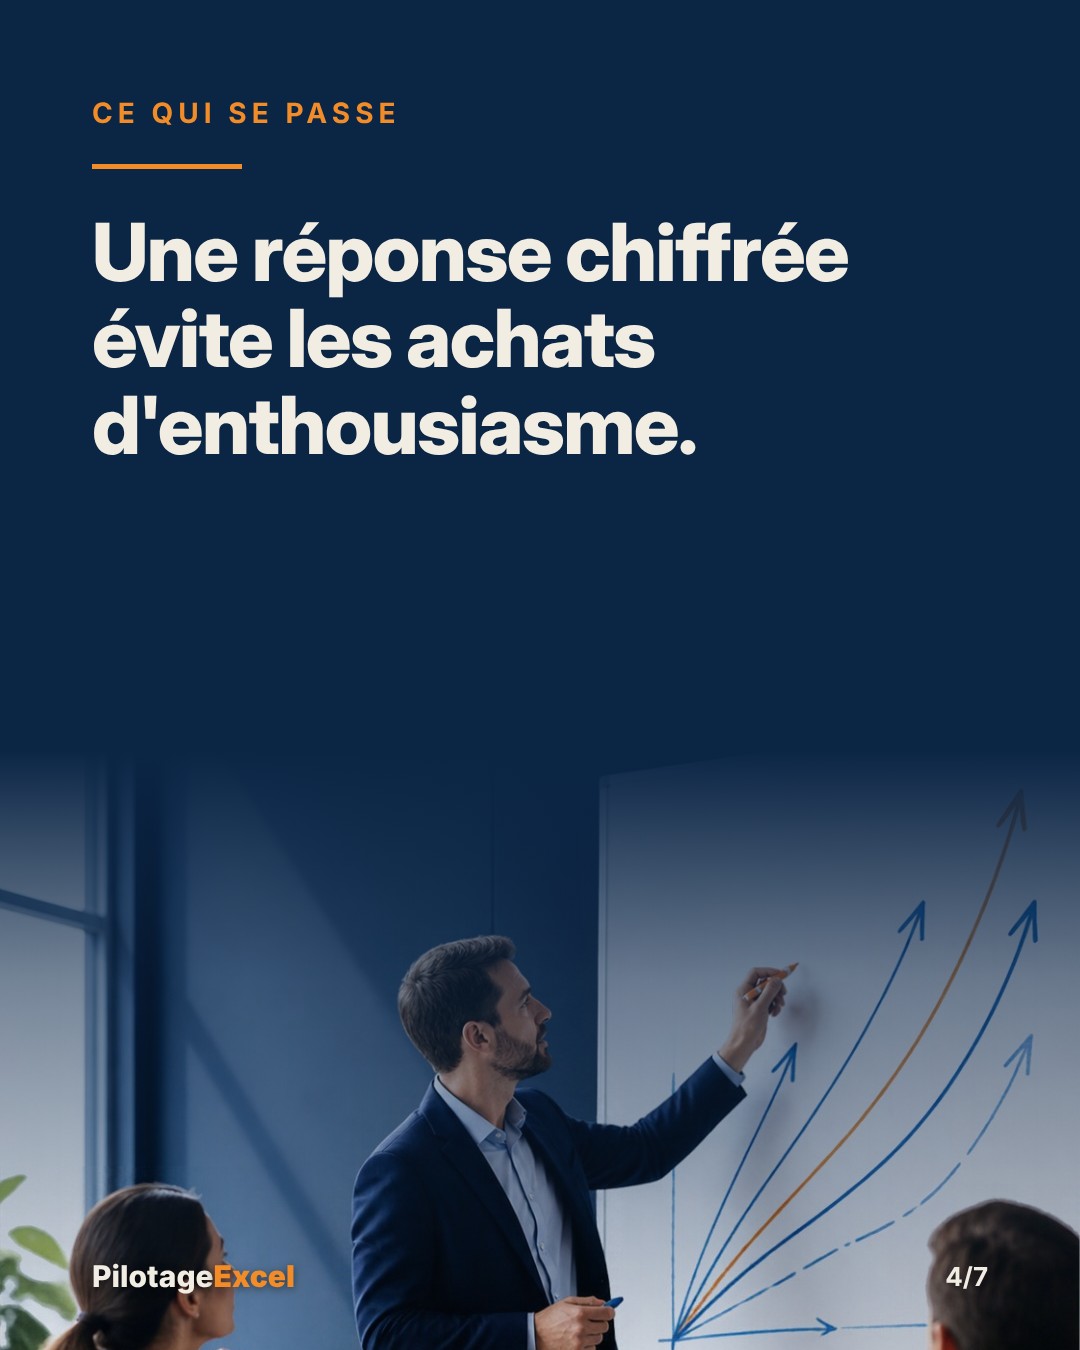 CE QUI SE PASSE
Une réponse chiffrée
évite les achats
d'enthousiasme.
PilotageExcel
4/7